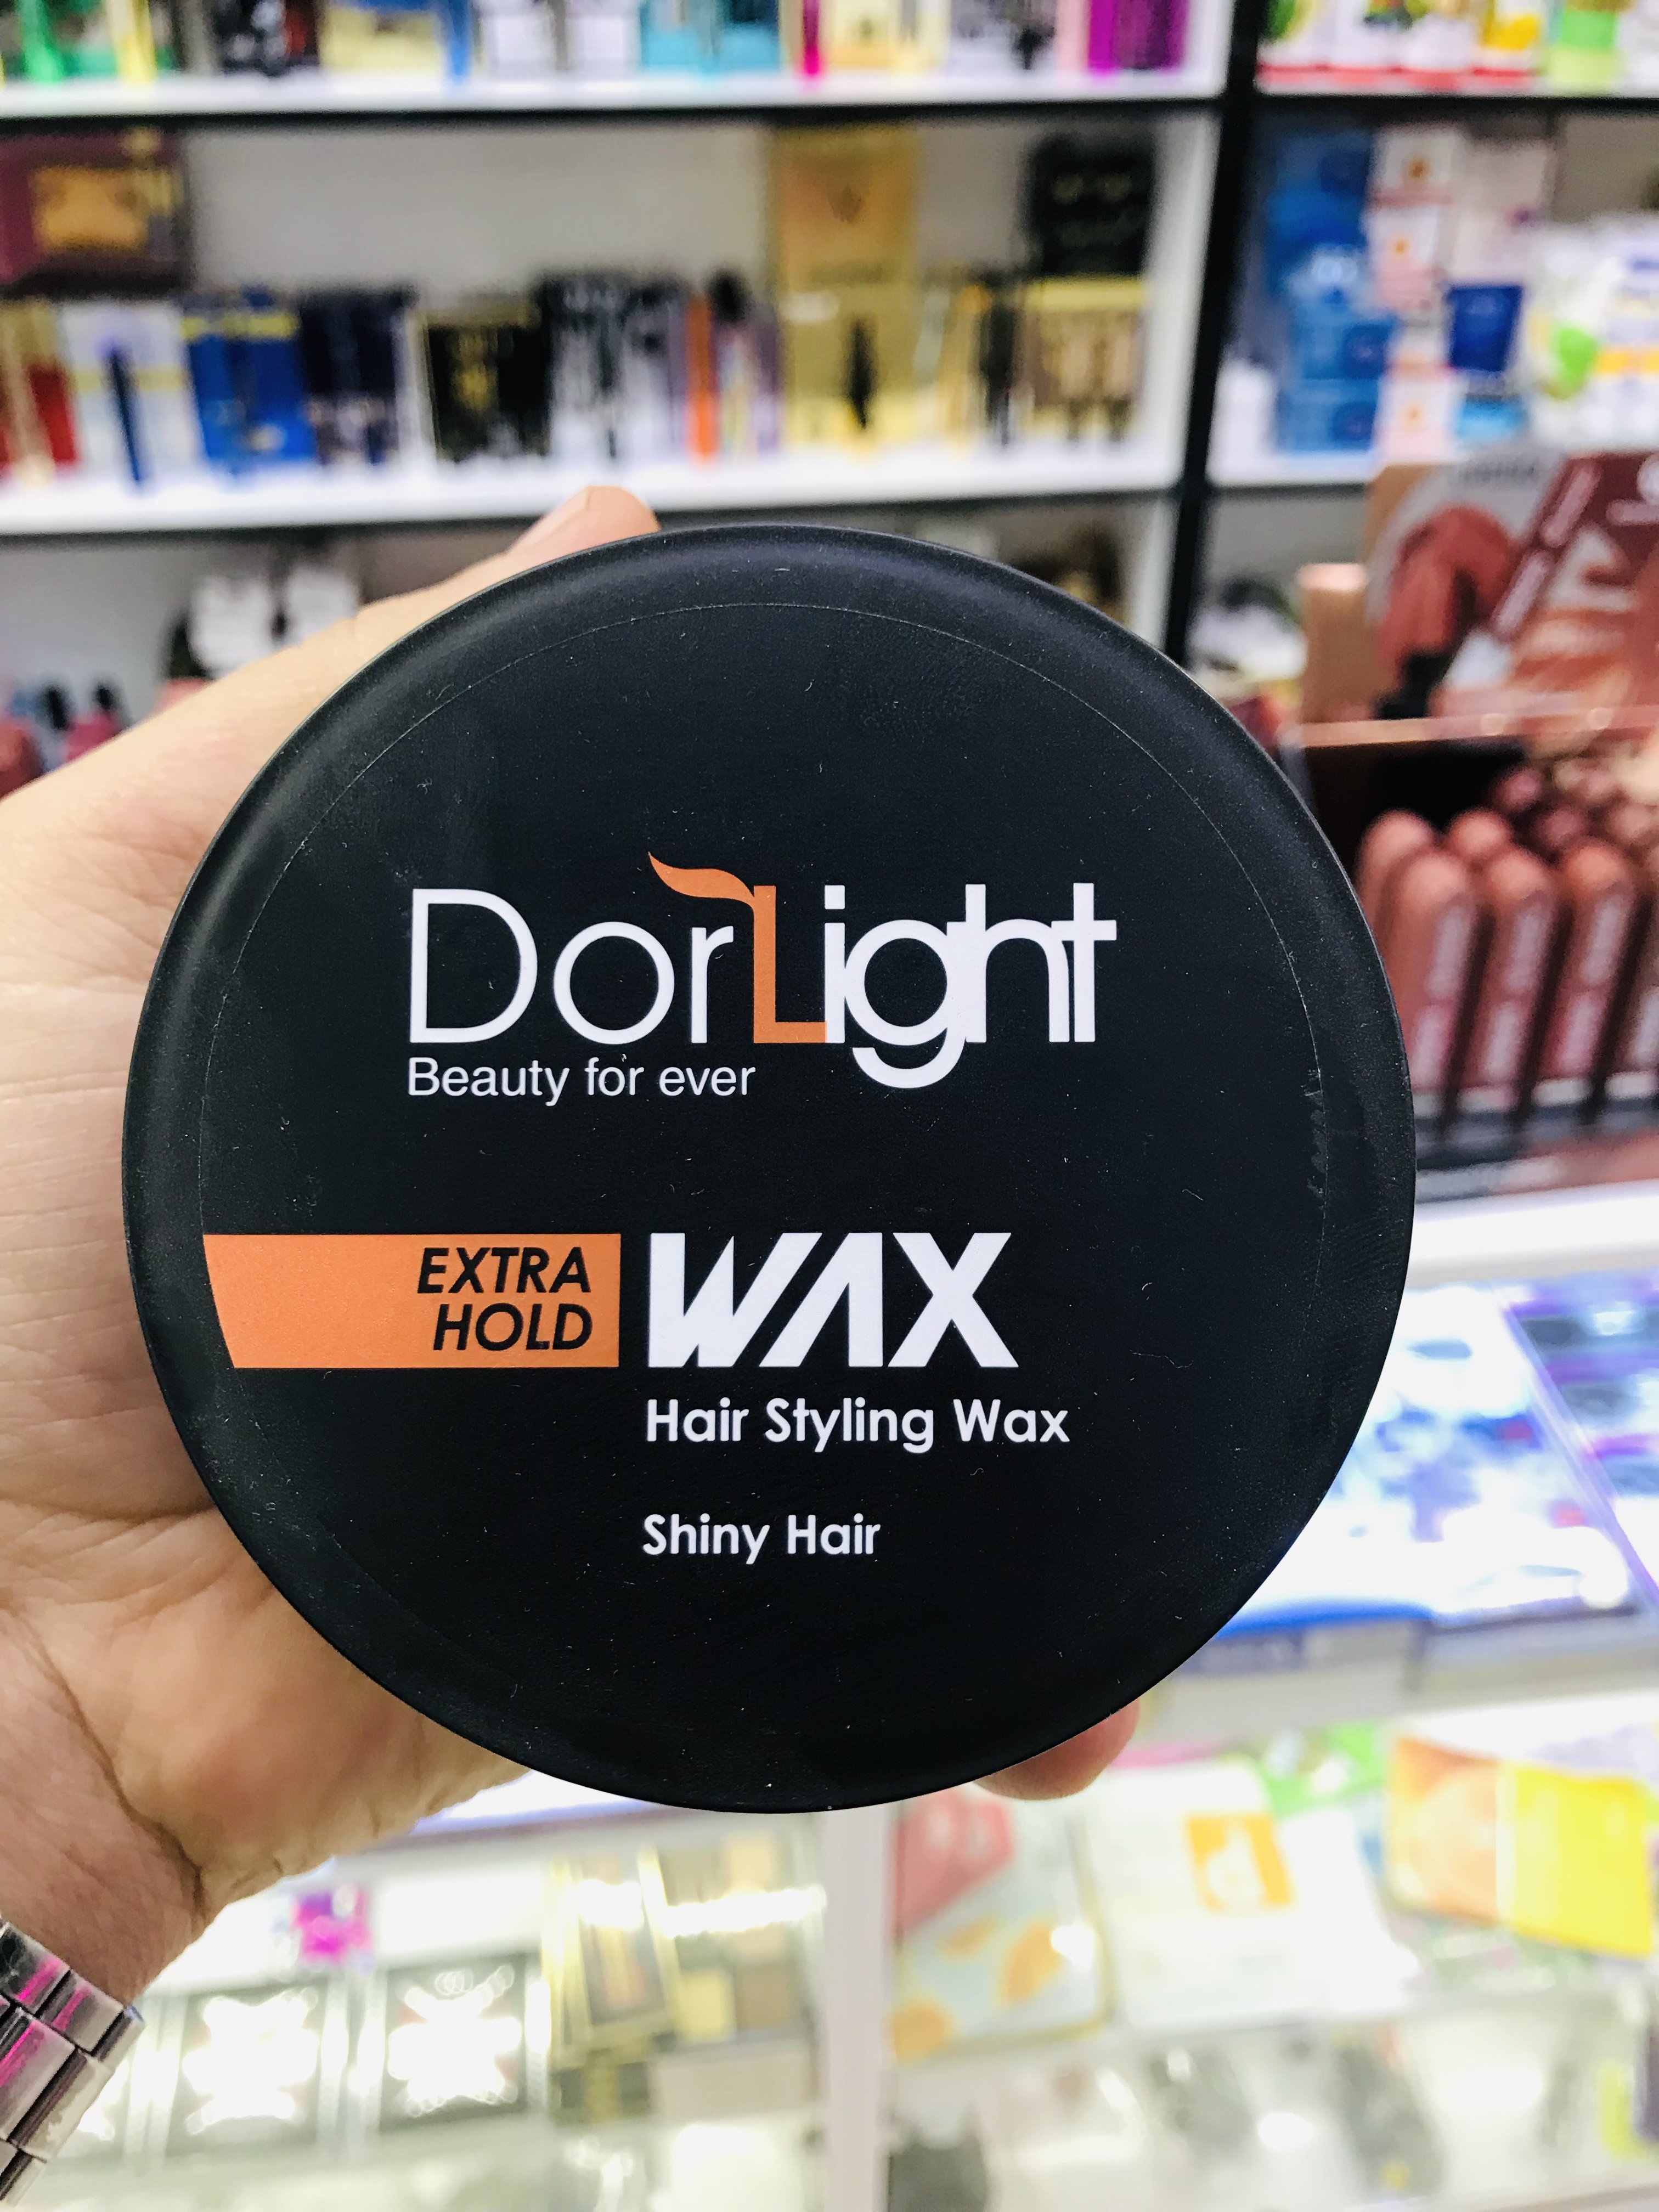 DorLight
Beauty for ever
EXTRA
HOLD
WAX
Hair Styling Wax
Shiny Hair